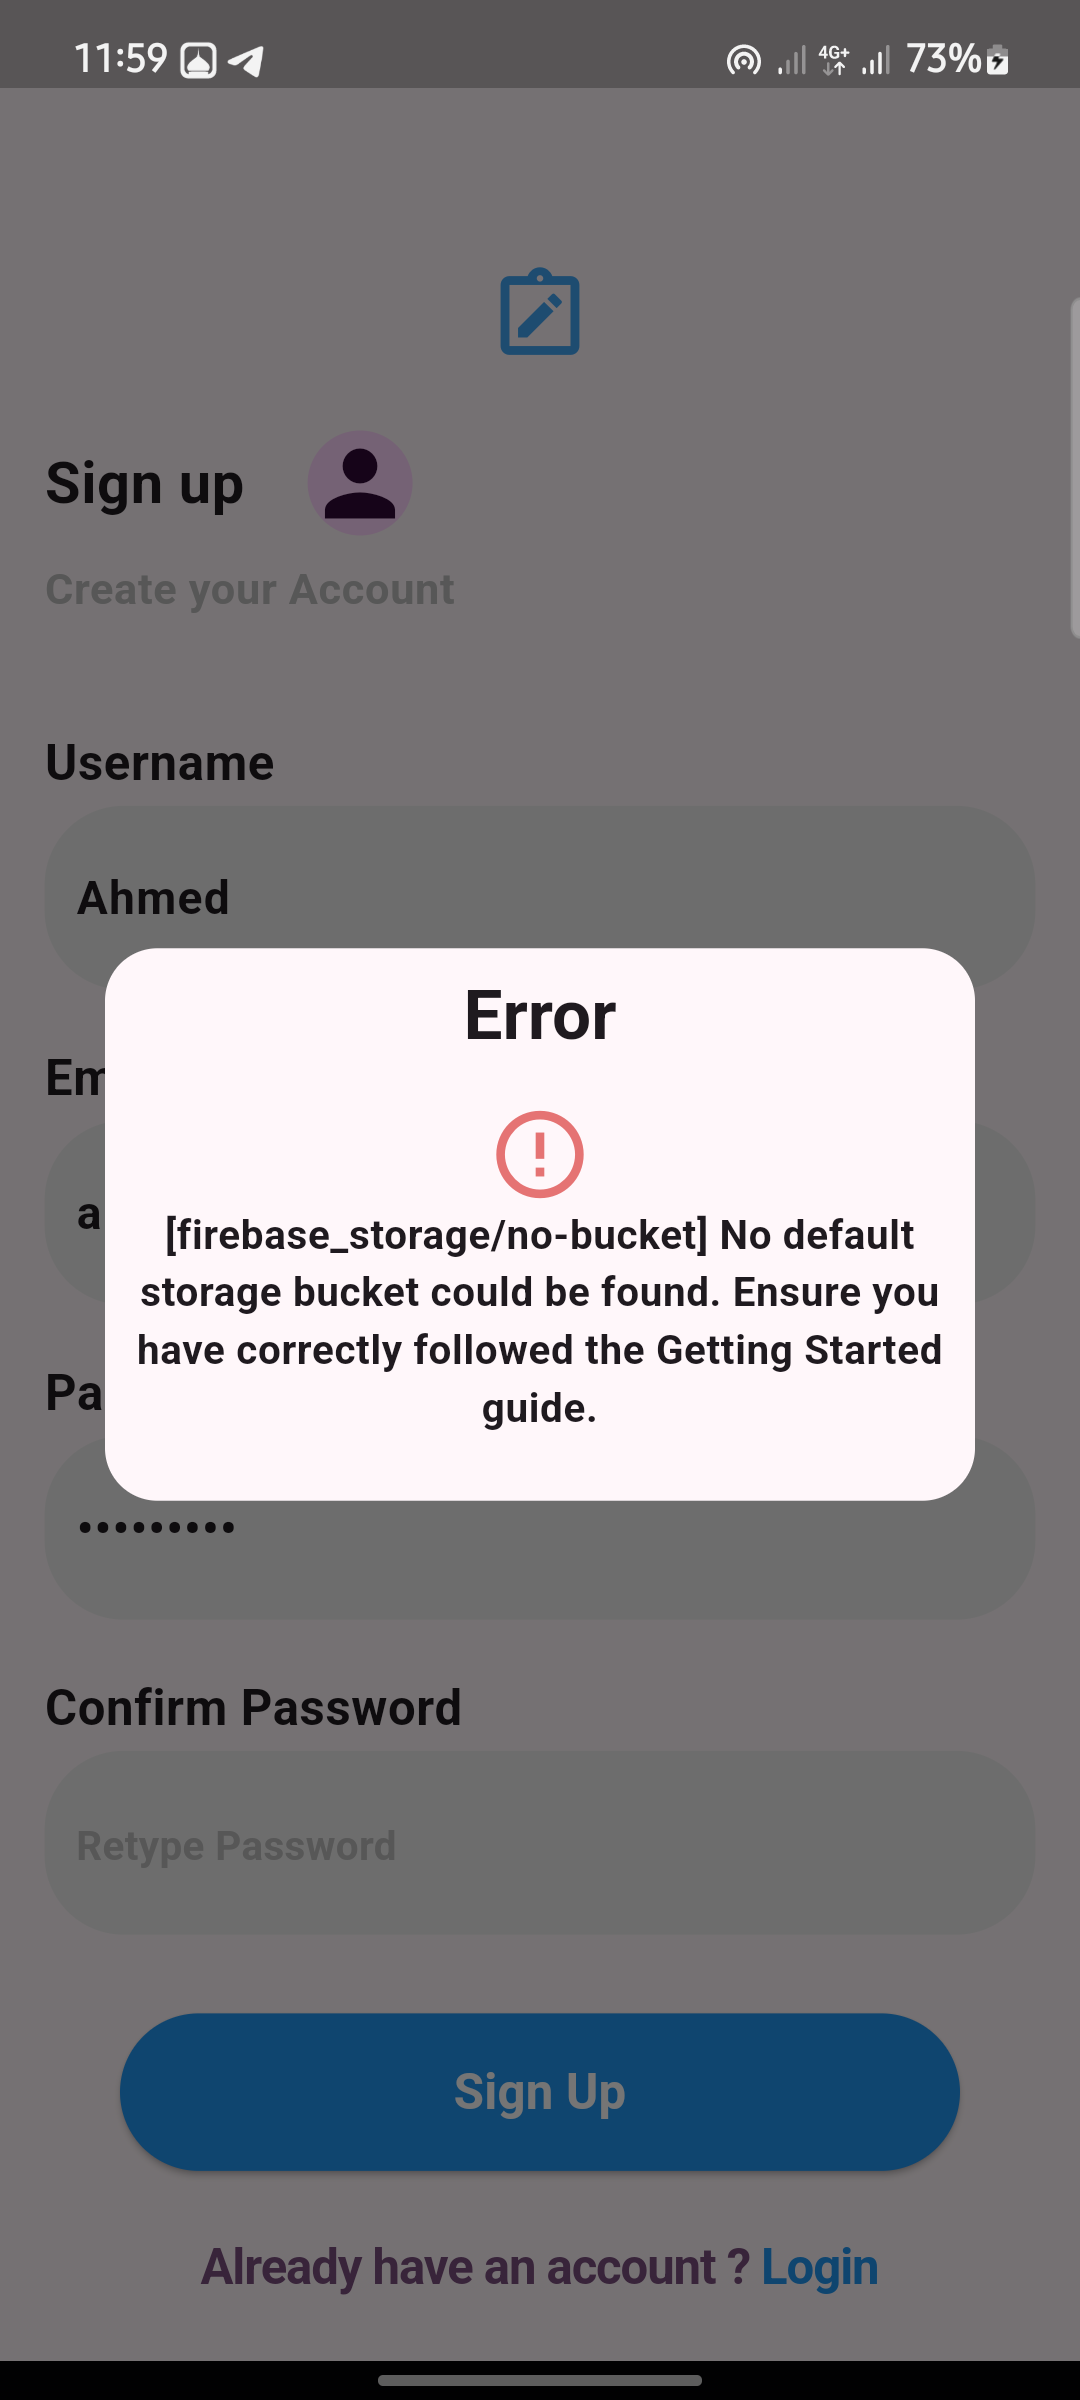 11:59
4G+
73%
Sign up
Create your Account
Username
Ahmed
Error
Em
[firebase_storage/no-bucket] No default
a
storage bucket could be found. Ensure you
have correctly followed the Getting Started
Pa
guide.
•••••••••
Confirm Password
Retype Password
Sign Up
Already have an account ? Login